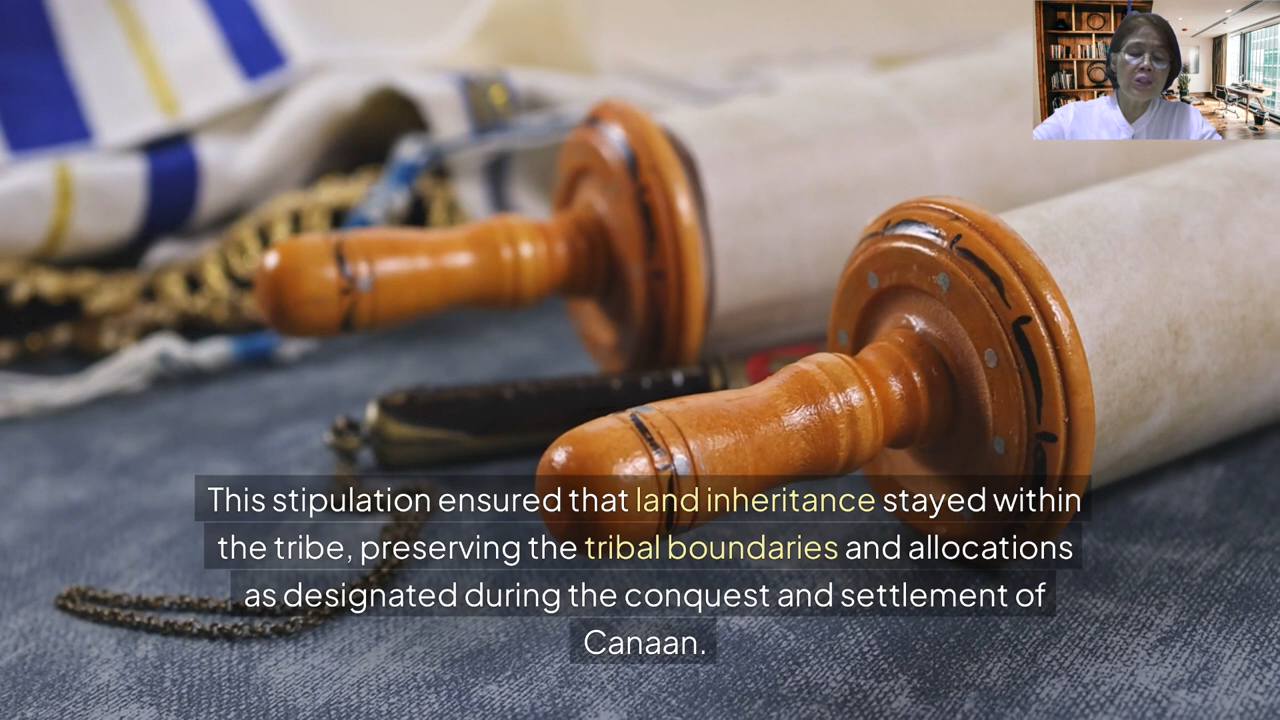 This stipulation ensured that land inheritance stayed within
the tribe, preserving the tribal boundaries and allocations
as designated during the conquest and settlement of
Canaan.